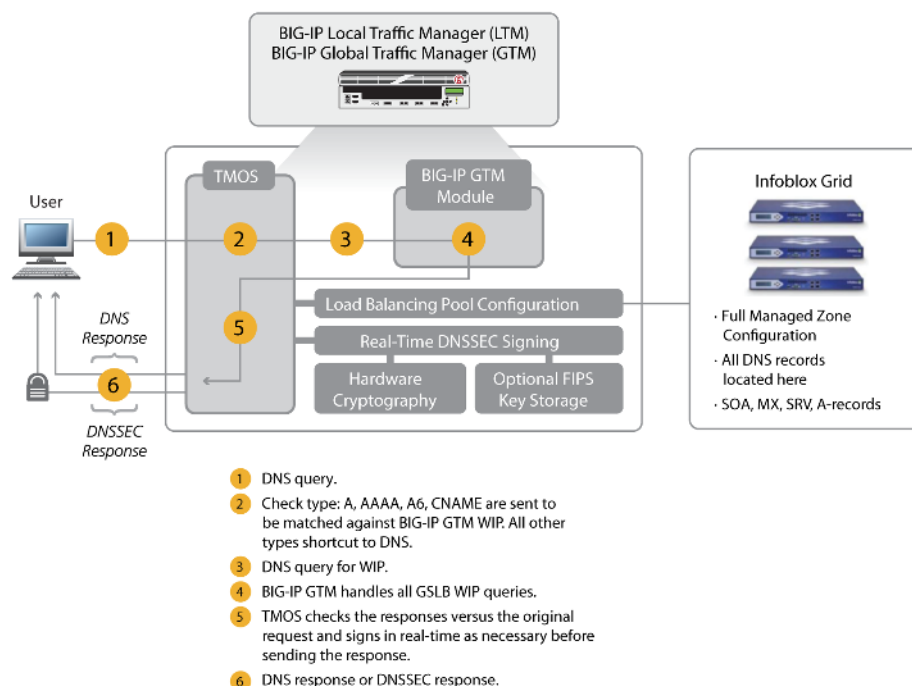 BIG-IP Local Traffic Manager (LTM)
BIG-IP Global Traffic Manager (GTM)
TMOS
BIG-IP GTM
Module
User
1
2
3
4
Infoblox Grid
Load Balancing Pool Configuration
5
Real-Time DNSSEC Signing
Hardware
Cryptography
Optional FIPS
Key Storage
DNS
Response
6
DNSSEC
Response
· Full Managed Zone
Configuration
· All DNS records
located here
· SOA, MX, SRV, A-records
1 DNS query.
2 Check type: A, AAAA, A6, CNAME are sent to
be matched against BIG-IP GTM WIP. All other
types shortcut to DNS.
3 DNS query for WIP.
4 BIG-IP GTM handles all GSLB WIP queries.
5 TMOS checks the responses versus the original
request and signs in real-time as necessary before
sending the response.
6 DNS response or DNSSEC response.